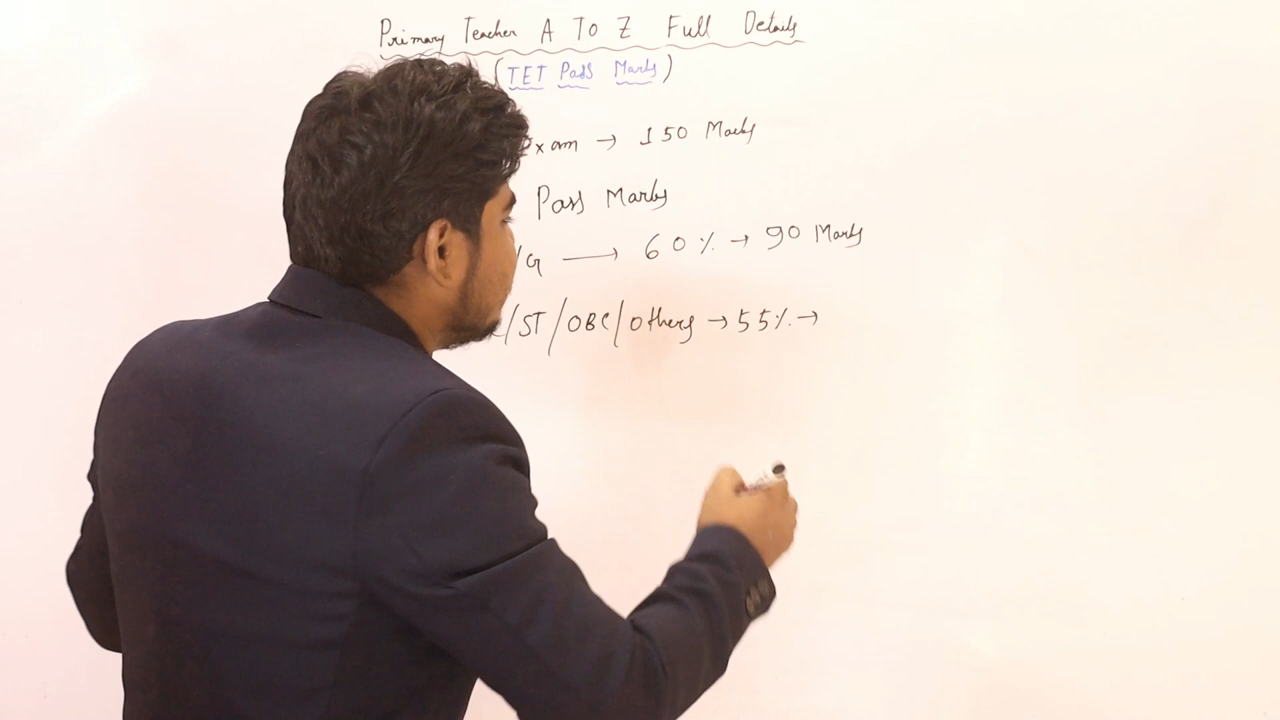 Primary Teacher A To Z Full Details
(TET Pass Marks)
Exam → 150 Marks
Pass Marks
/G → 60% → 90 Marks
/ST/OBC/Others → 55% →